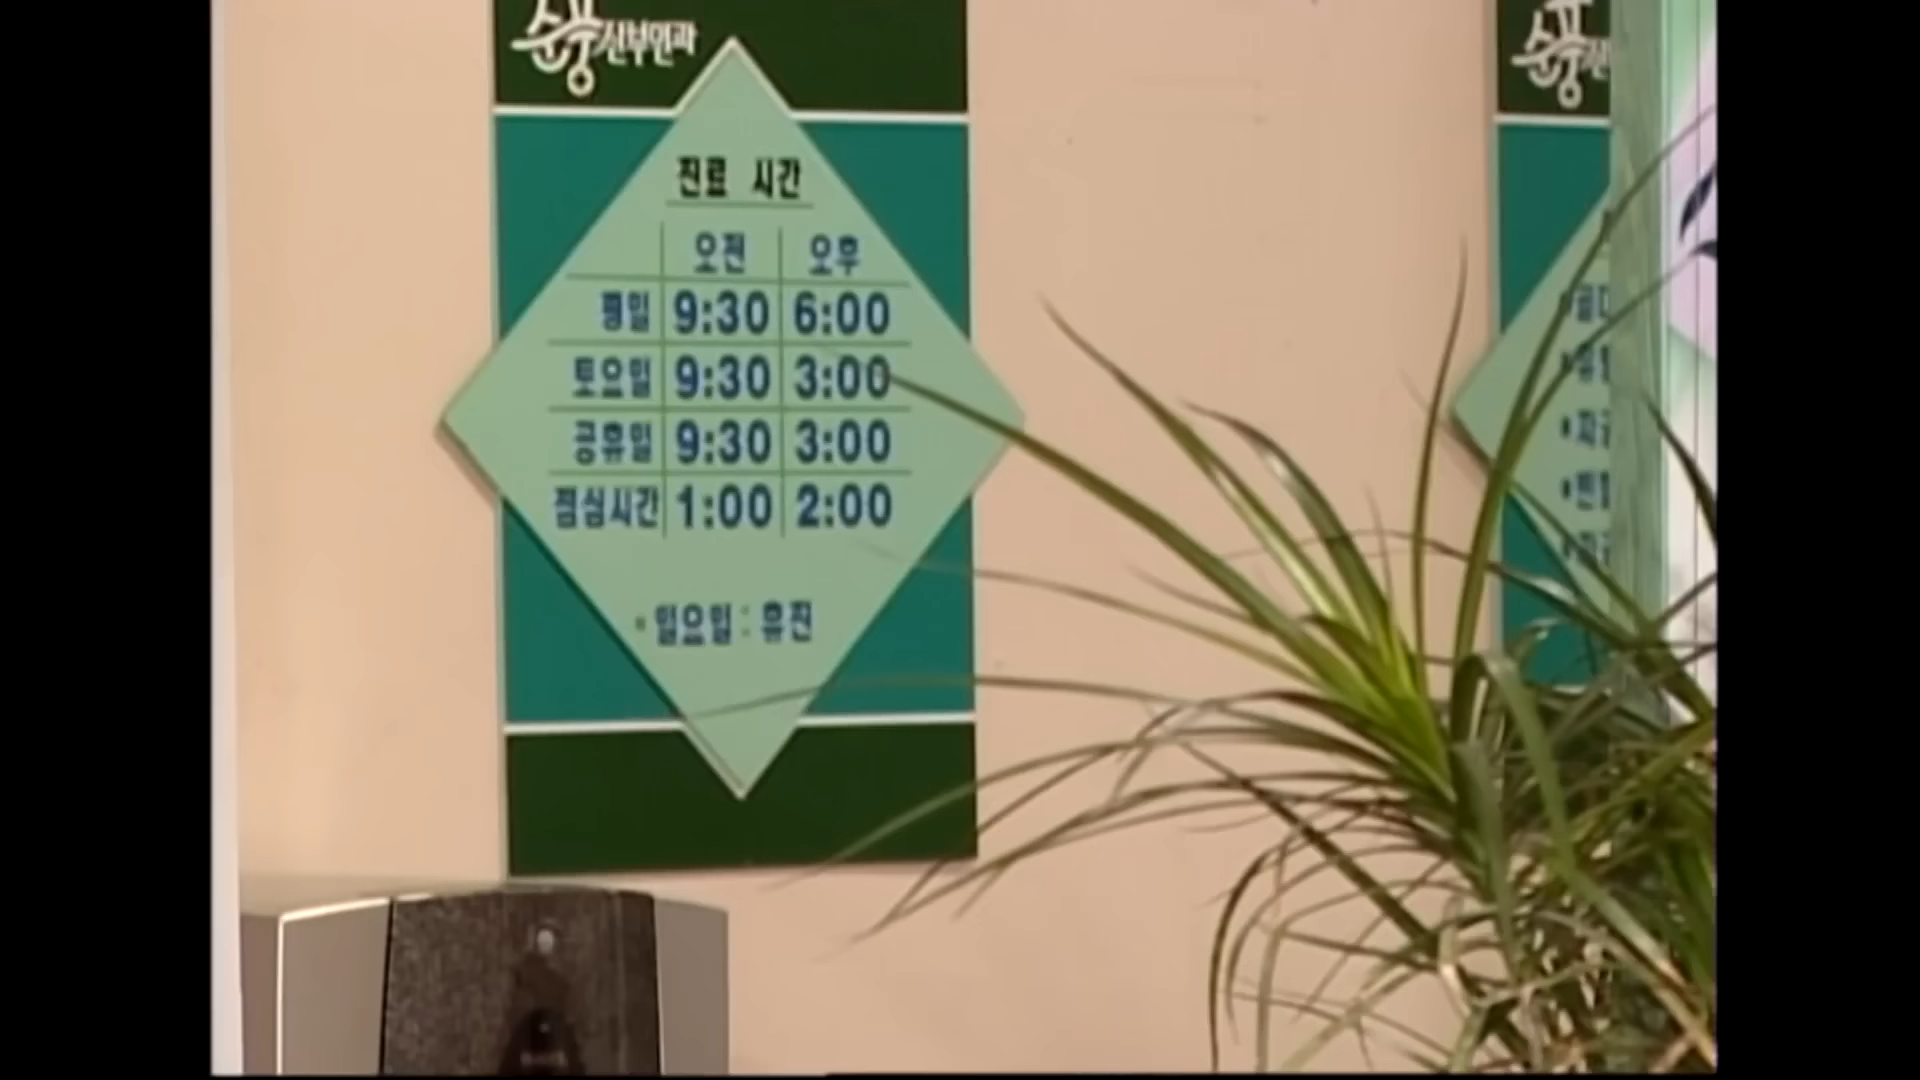 순풍산부인과
진료 시간
오전 오후
평일 9:30 6:00
토요일 9:30 3:00
공휴일 9:30 3:00
점심시간 1:00 2:00
* 일요일 : 휴진
순풍